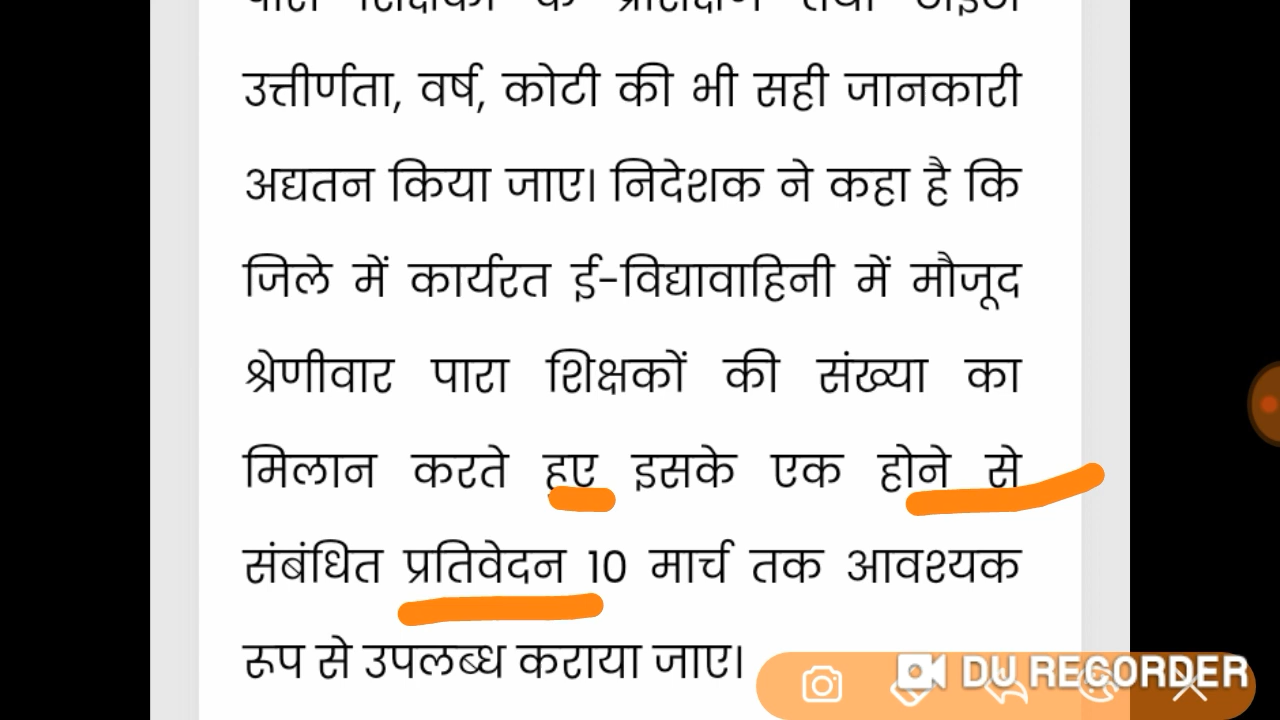 उत्तीर्णता, वर्ष, कोटी की भी सही जानकारी
अद्यतन किया जाए। निदेशक ने कहा है कि
जिले में कार्यरत ई-विद्यावाहिनी में मौजूद
श्रेणीवार पारा शिक्षकों की संख्या का
मिलान करते हुए इसके एक होने से
संबंधित प्रतिवेदन 10 मार्च तक आवश्यक
रूप से उपलब्ध कराया जाए।
DU RECORDER